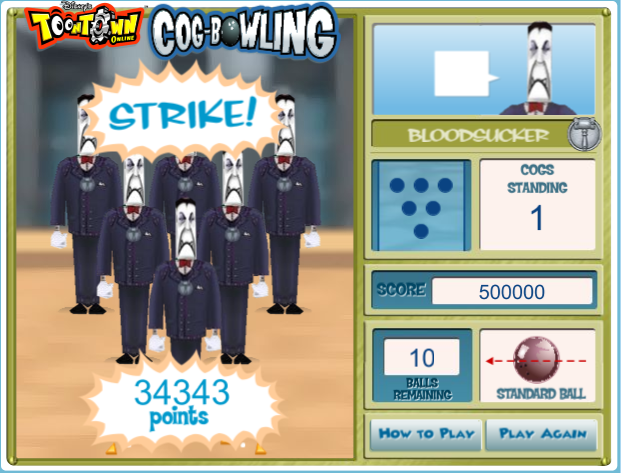 Disney's
TOONTOWN
ONLINE
COG-BOWLING
STRIKE!
34343
points
BLOODSUCKER
COGS
STANDING
1
SCORE 500000
10
BALLS
REMAINING
STANDARD BALL
HOW TO PLAY
PLAY AGAIN